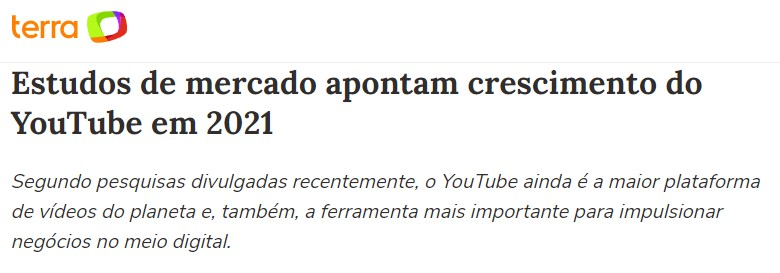 terra
Estudos de mercado apontam crescimento do
YouTube em 2021
Segundo pesquisas divulgadas recentemente, o YouTube ainda é a maior plataforma
de vídeos do planeta e, também, a ferramenta mais importante para impulsionar
negócios no meio digital.